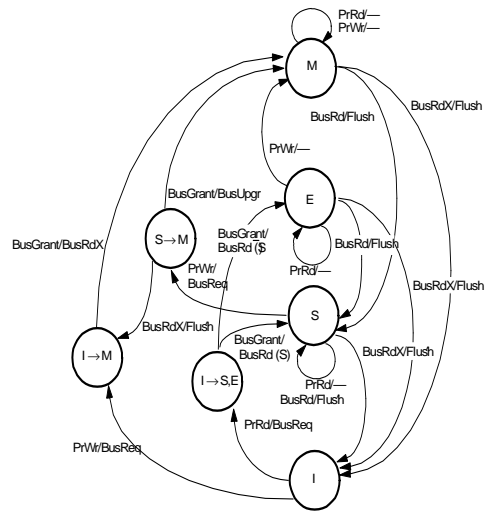 PrRd/—
PrWr/—
M
BusRdX/Flush
BusRd/Flush
PrWr/—
BusGrant/BusUpgr
E
BusGrant/
BusRd (S̅)
S→M
BusRd/Flush
BusGrant/BusRdX
PrWr/
BusReq
PrRd/—
BusRdX/Flush
S
BusRdX/Flush
BusGrant/
BusRd (S)
BusRdX/Flush
I→M
I→S,E
PrRd/—
BusRd/Flush
PrRd/BusReq
PrWr/BusReq
I